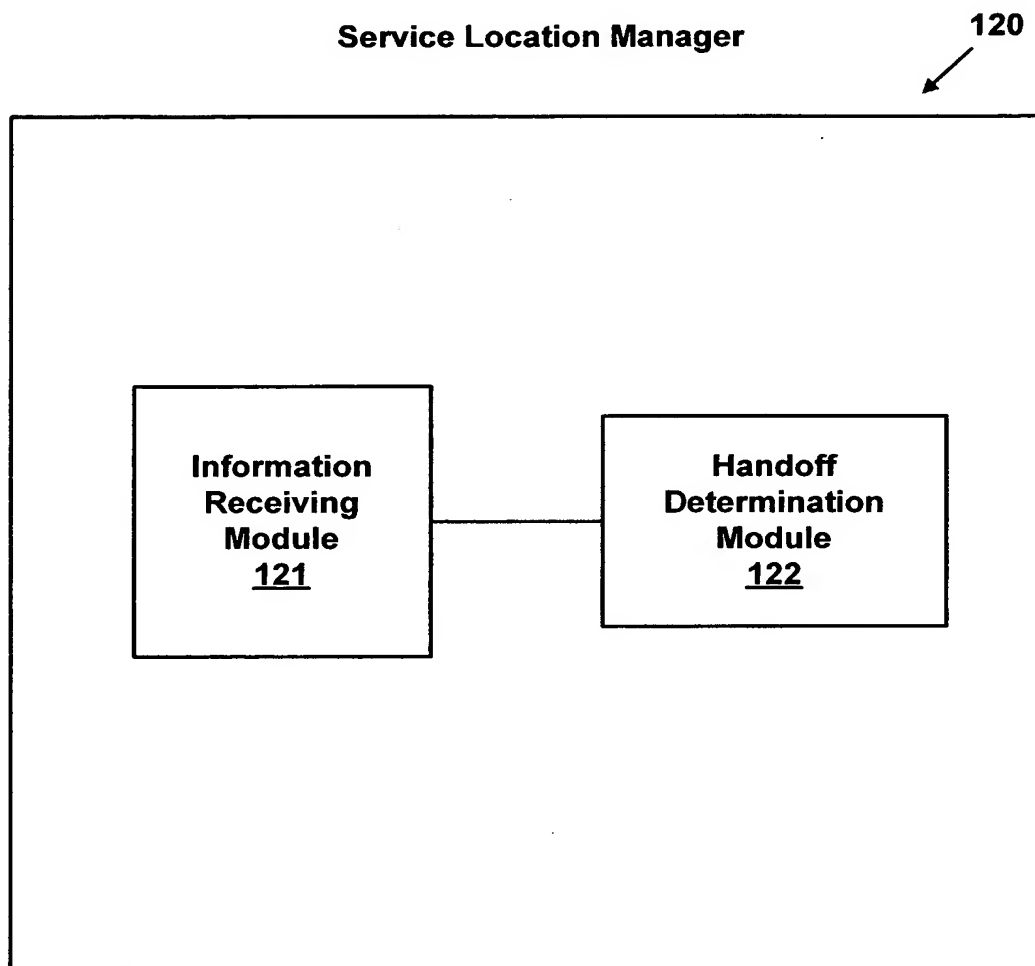 Service Location Manager
120
Information
Receiving
Module
121
Handoff
Determination
Module
122